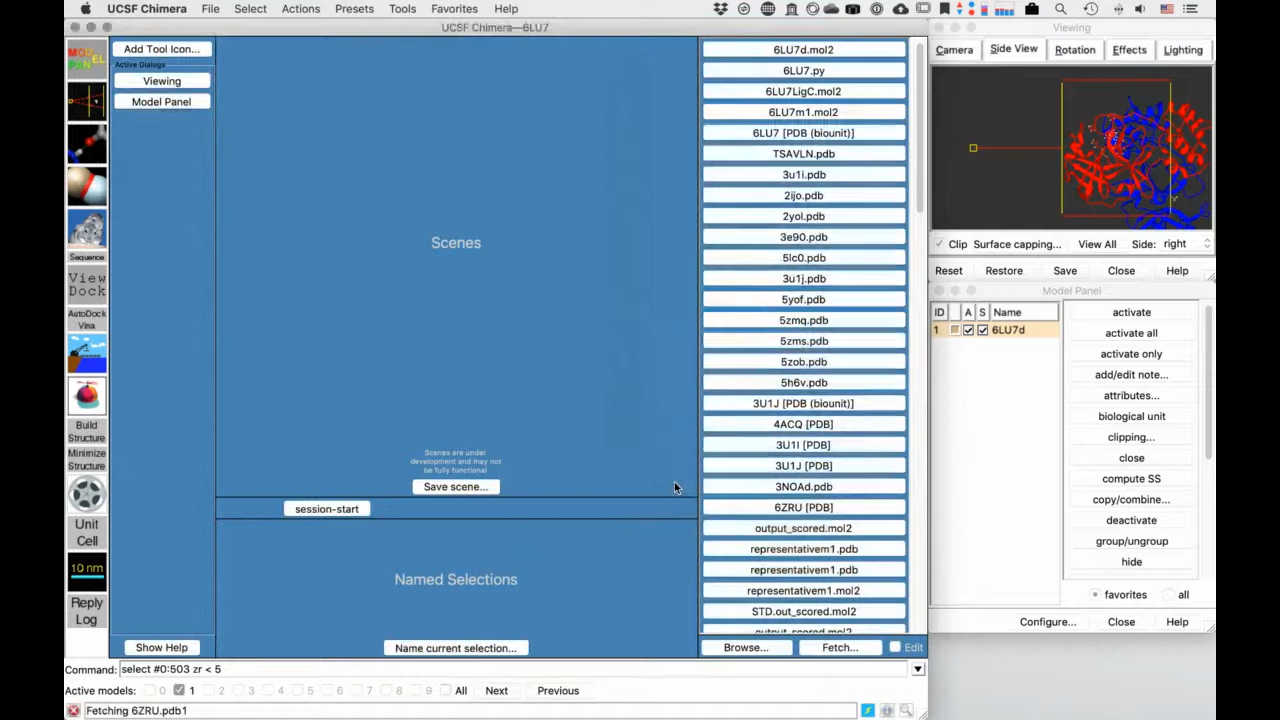 UCSF Chimera File Select Actions Presets Tools Favorites Help
UCSF Chimera—6LU7
Viewing
MODEL
PANEL
Sequence
View
Dock
AutoDock
Vina
Build
Structure
Minimize
Structure
Unit
Cell
10 nm
Reply
Log
Add Tool Icon...
Active Dialogs
Viewing
Model Panel
Show Help
Scenes
Scenes are under
development and may not
be fully functional
Save scene...
session-start
Named Selections
Name current selection...
6LU7d.mol2
6LU7.py
6LU7LigC.mol2
6LU7m1.mol2
6LU7 [PDB (biounit)]
TSAVLN.pdb
3u1i.pdb
2ijo.pdb
2yol.pdb
3e90.pdb
5lc0.pdb
3u1j.pdb
5yof.pdb
5zmq.pdb
5zms.pdb
5zob.pdb
5h6v.pdb
3U1J [PDB (biounit)]
4ACQ [PDB]
3U1I [PDB]
3U1J [PDB]
3NOAd.pdb
6ZRU [PDB]
output_scored.mol2
representativem1.pdb
representativem1.pdb
representativem1.mol2
STD.out_scored.mol2
output_scored.mol2
Browse... Fetch... Edit
Camera Side View Rotation Effects Lighting
Clip Surface capping... View All Side: right
Reset Restore Save Close Help
Model Panel
ID A S Name
1 6LU7d
activate
activate all
activate only
add/edit note...
attributes...
biological unit
clipping...
close
compute SS
copy/combine...
deactivate
group/ungroup
hide
favorites all
Configure... Close Help
Command: select #0:503 zr < 5
Active models: 0 1 2 3 4 5 6 7 8 9 All Next Previous
Fetching 6ZRU.pdb1